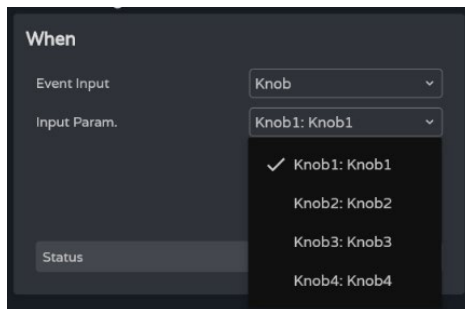 When
Event Input
Knob
Input Param.
Knob1: Knob1
Knob1: Knob1
Knob2: Knob2
Knob3: Knob3
Status
Knob4: Knob4